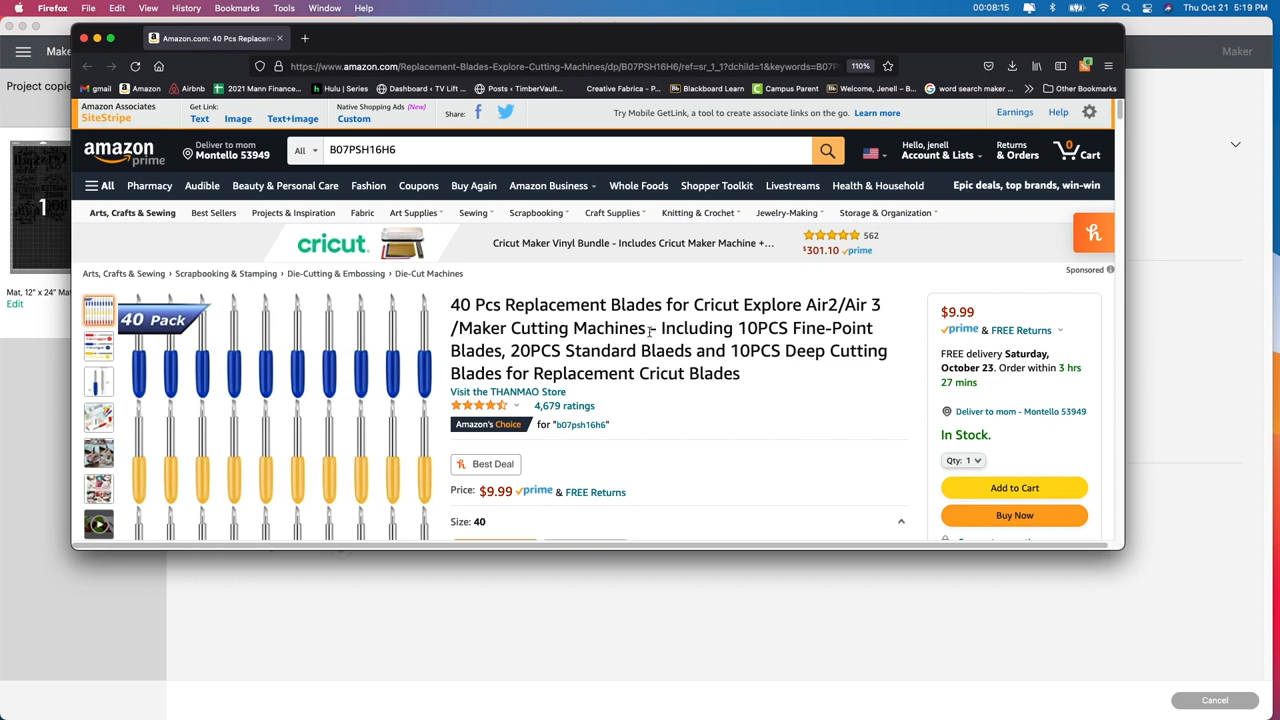 Firefox File Edit View History Bookmarks Tools Window Help 00:08:15 Thu Oct 21 5:19 PM
Amazon.com: 40 Pcs Replacem
https://www.amazon.com/Replacement-Blades-Explore-Cutting-Machines/dp/B07PSH16H6/ref=sr_1_1?dchild=1&keywords=B07P 110%
gmail Amazon Airbnb 2021 Mann Finance... Hulu | Series Dashboard ‹ TV Lift ... Posts ‹ TimberVault... Creative Fabrica - P... Blackboard Learn Campus Parent Welcome, Jenell – B... word search maker ... Other Bookmarks
Make Maker
Project copie
Amazon Associates
SiteStripe
Get Link:
Text Image Text+Image
Native Shopping Ads (New)
Custom
Share:
Try Mobile GetLink, a tool to create associate links on the go. Learn more
Earnings Help
amazon
prime
Deliver to mom
Montello 53949
All B07PSH16H6
Hello, jenell
Account & Lists
Returns
& Orders
0
Cart
All Pharmacy Audible Beauty & Personal Care Fashion Coupons Buy Again Amazon Business Whole Foods Shopper Toolkit Livestreams Health & Household Epic deals, top brands, win-win
Arts, Crafts & Sewing Best Sellers Projects & Inspiration Fabric Art Supplies Sewing Scrapbooking Craft Supplies Knitting & Crochet Jewelry-Making Storage & Organization
1
cricut
Cricut Maker Vinyl Bundle - Includes Cricut Maker Machine +...
562
$301.10 prime
Sponsored
Arts, Crafts & Sewing › Scrapbooking & Stamping › Die-Cutting & Embossing › Die-Cut Machines
Mat, 12" x 24" Mat
Edit
40 Pack
40 Pcs Replacement Blades for Cricut Explore Air2/Air 3
/Maker Cutting Machines - Including 10PCS Fine-Point
Blades, 20PCS Standard Blaeds and 10PCS Deep Cutting
Blades for Replacement Cricut Blades
Visit the THANMAO Store
4,679 ratings
Amazon's Choice for "b07psh16h6"
Best Deal
Price: $9.99 prime & FREE Returns
Size: 40
$9.99
prime & FREE Returns
FREE delivery Saturday,
October 23. Order within 3 hrs
27 mins
Deliver to mom - Montello 53949
In Stock.
Qty: 1
Add to Cart
Buy Now
Cancel